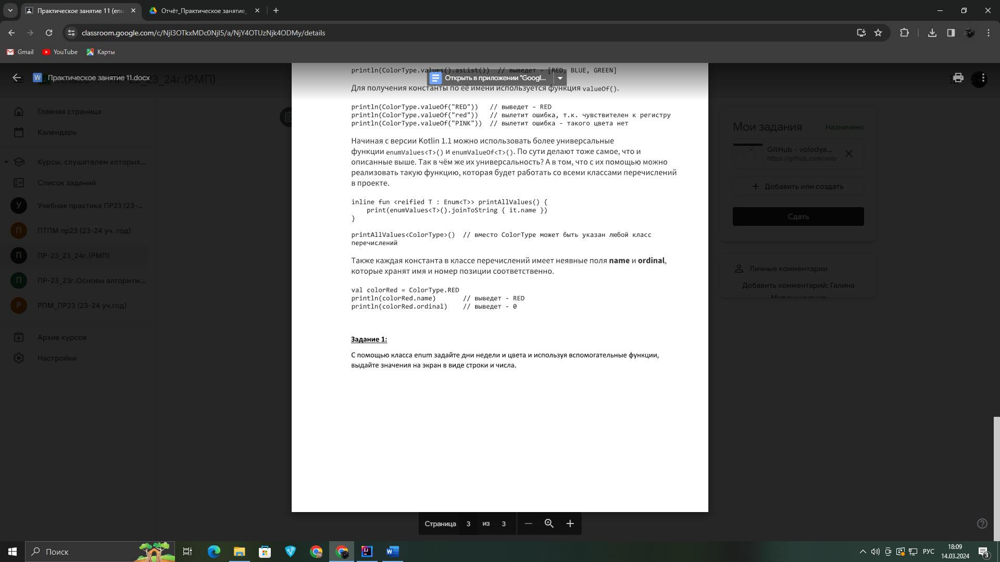 Практическое занятие 11 (enu
Отчёт_Практическое занятие_
classroom.google.com/c/NjI3OTkxMDc0NjI5/a/NjY4OTUzNjk4ODMy/details
Gmail
YouTube
Карты
Практическое занятие 11.docx
ПР-23_23_24г.(РМП)
println(ColorType.values().asList()) // выведет - [RED, BLUE, GREEN]
Открыть в приложении "Googl...
Для получения константы по её имени используется функция valueOf().
println(ColorType.valueOf("RED")) // выведет - RED
println(ColorType.valueOf("red")) // вылетит ошибка, т.к. чувствителен к регистру
println(ColorType.valueOf("PINK")) // вылетит ошибка - такого цвета нет
Начиная с версии Kotlin 1.1 можно использовать более универсальные
функции enumValues<T>() и enumValueOf<T>(). По сути делают тоже самое, что и
описанные выше. Так в чём же их универсальность? А в том, что с их помощью можно
реализовать такую функцию, которая будет работать со всеми классами перечислений
в проекте.
inline fun <reified T : Enum<T>> printAllValues() {
print(enumValues<T>().joinToString { it.name })
}
printAllValues<ColorType>() // вместо ColorType может быть указан любой класс
перечислений
Также каждая константа в классе перечислений имеет неявные поля name и ordinal,
которые хранят имя и номер позиции соответственно.
val colorRed = ColorType.RED
println(colorRed.name) // выведет - RED
println(colorRed.ordinal) // выведет - 0
Задание 1:
С помощью класса enum задайте дни недели и цвета и используя вспомогательные функции,
выдайте значения на экран в виде строки и числа.
Главная страница
Календарь
Курсы, слушателем которых...
Список заданий
У
Учебная практика ПР23 (23-...
П
ПТПМ пр23 (23-24 уч. год)
П
ПР-23_23_24г.(РМП)
П
ПР-23_23г.Основы алгоритм...
Р
РПМ_ПР23 (23-24 уч.год)
Архив курсов
Настройки
Мои задания
Назначено
GitHub - volodya...
https://github.com/volo
Добавить или создать
Сдать
Личные комментарии
Добавить комментарий: Галина
Мирошниченко
Страница 3 из 3
Поиск
РУС
18:09
14.03.2024
3